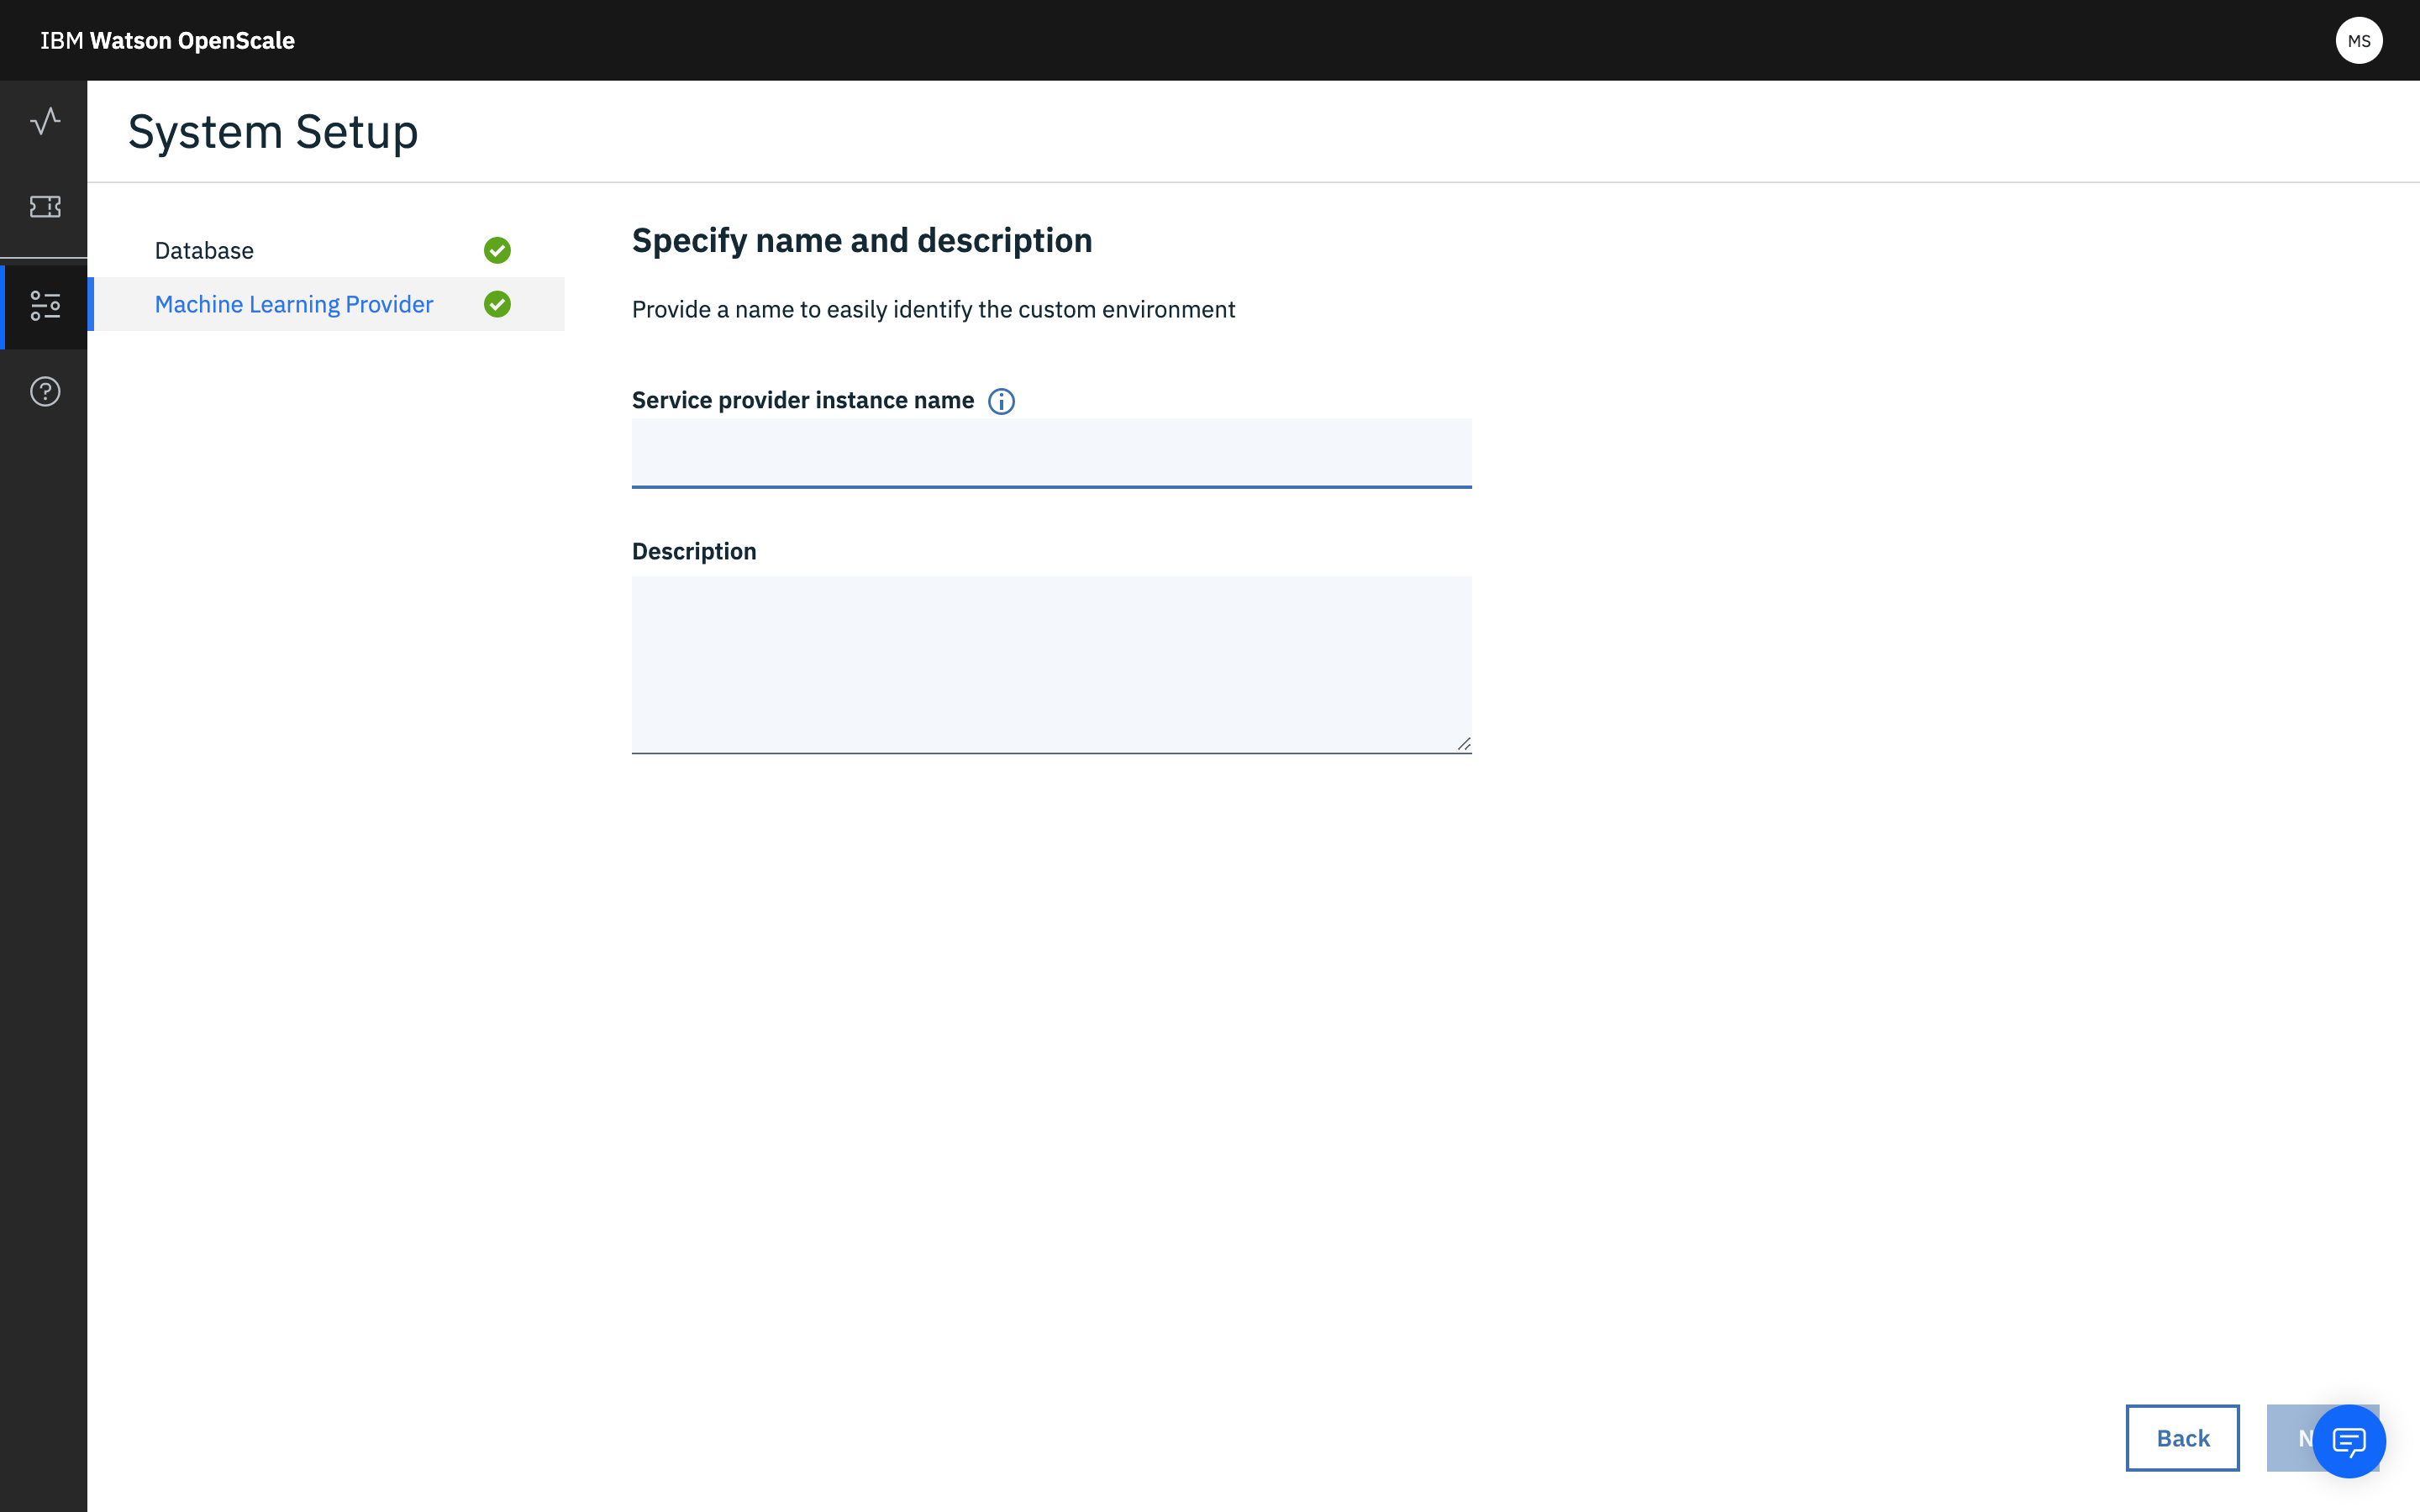 IBM Watson OpenScale
MS
System Setup
Database
Machine Learning Provider
Specify name and description
Provide a name to easily identify the custom environment
Service provider instance name
Description
Back